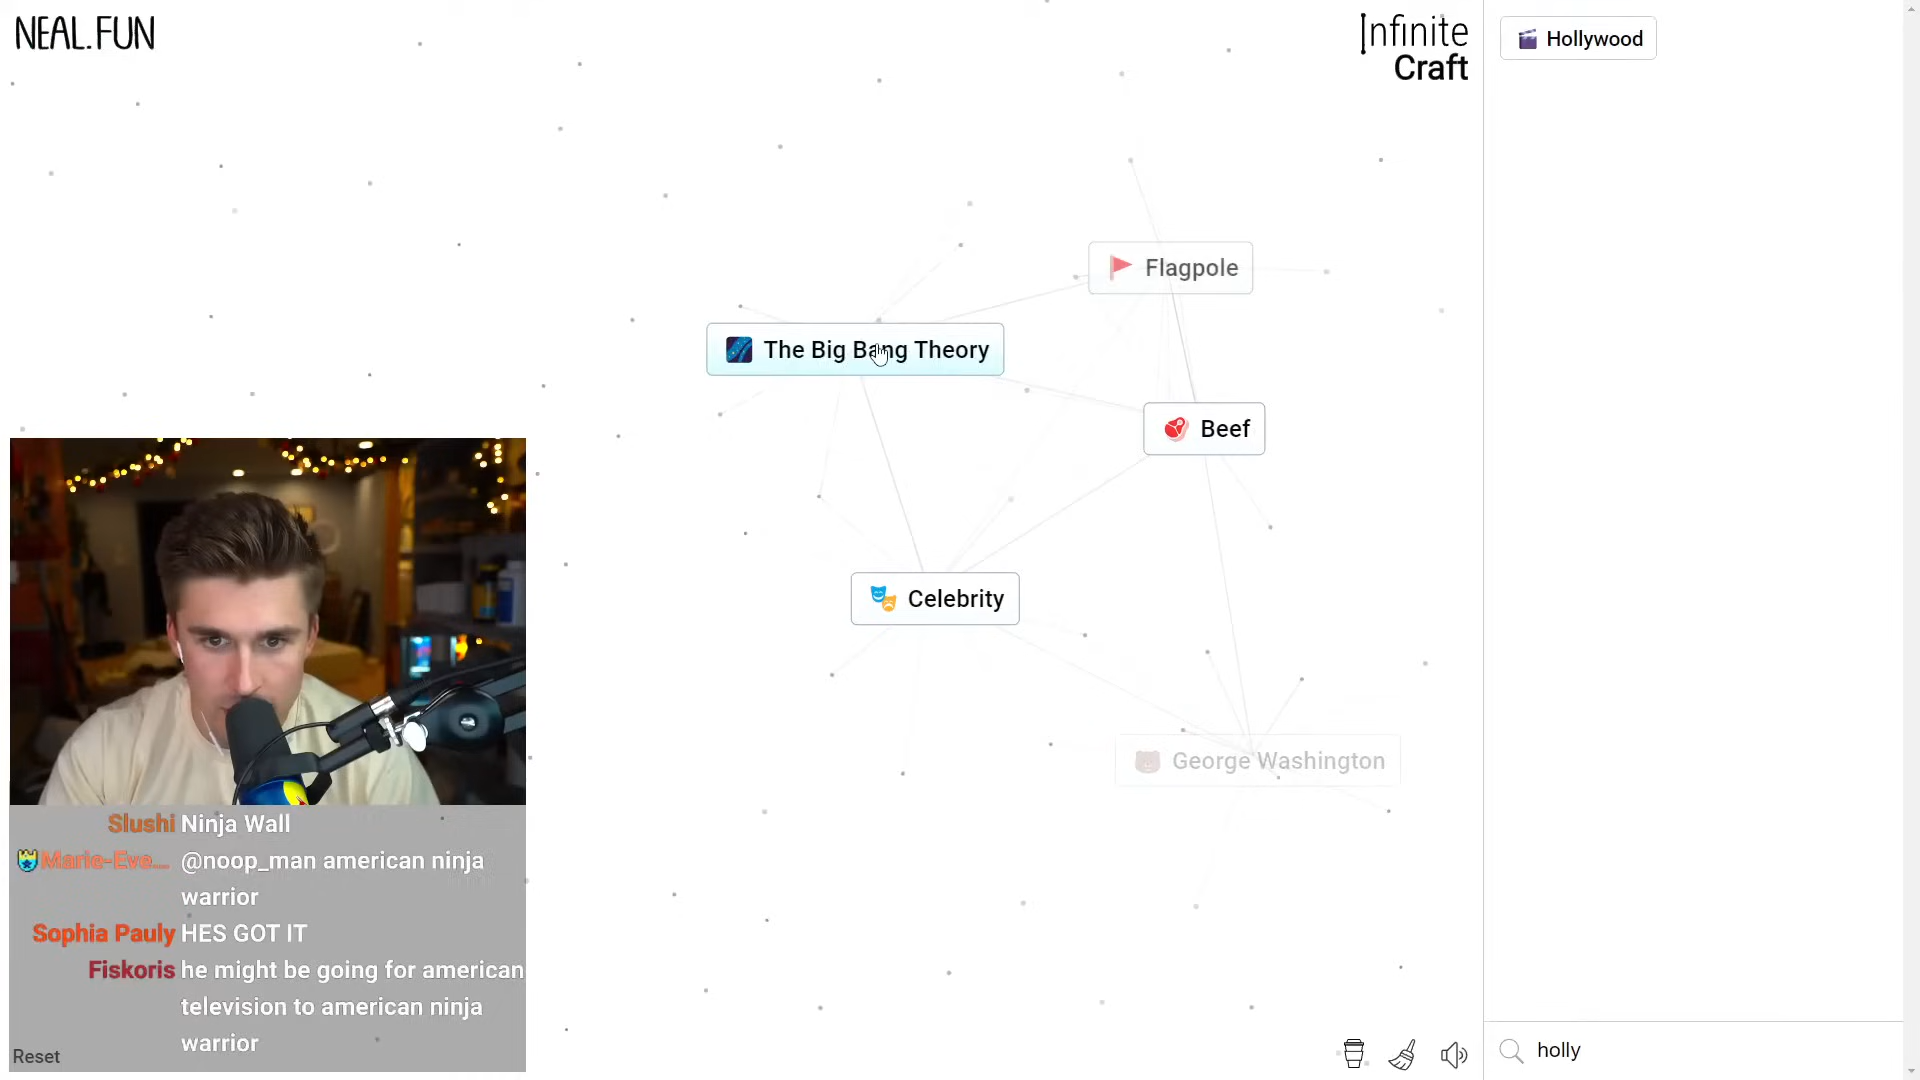 NEAL.FUN
Infinite
Craft
Hollywood
Flagpole
The Big Bang Theory
Beef
Celebrity
George Washington
Slushi Ninja Wall
Marie-Eve... @noop_man american ninja
warrior
Sophia Pauly HES GOT IT
Fiskoris he might be going for american
television to american ninja
warrior
Reset
holly